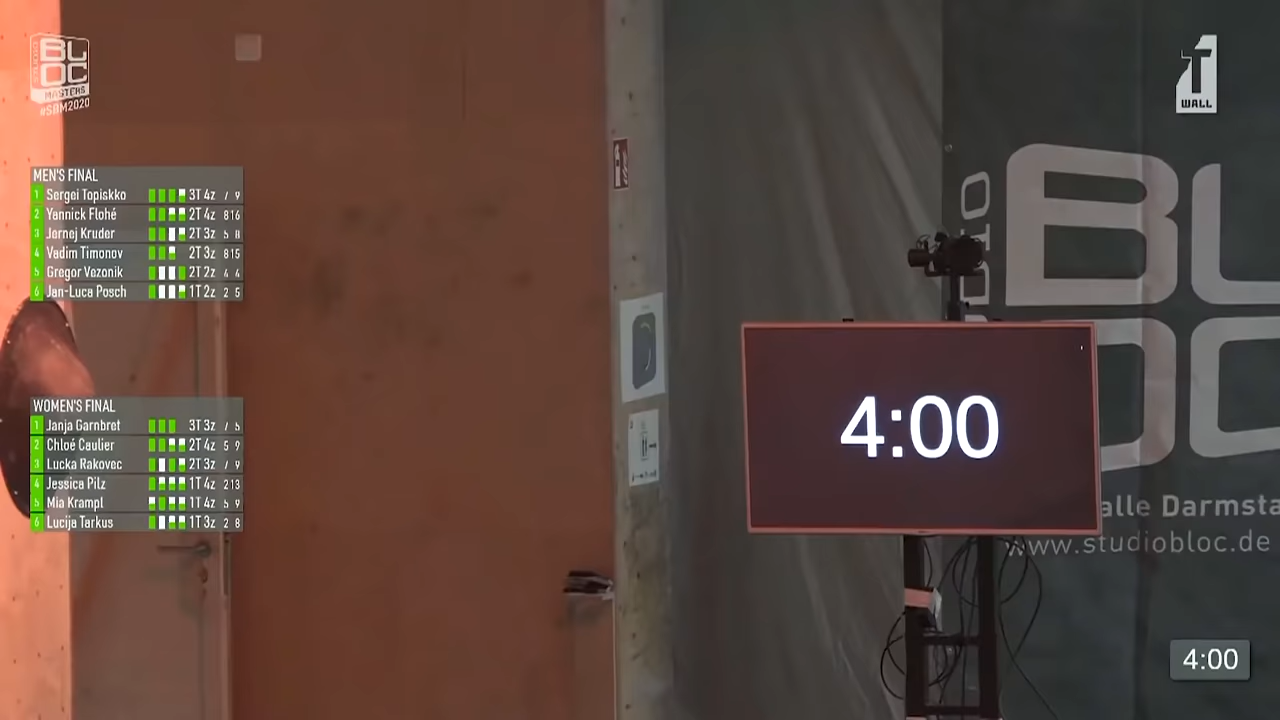 STUDIO
BL
OC
MASTERS
#SBM2020
1
WALL
MEN'S FINAL
1 Sergei Topiskko 3T 4z 7 9
2 Yannick Flohé 2T 4z 8 16
3 Jernej Kruder 2T 3z 5 8
4 Vadim Timonov 2T 3z 8 15
5 Gregor Vezonik 2T 2z 4 4
6 Jan-Luca Posch 1T 2z 2 5
WOMEN'S FINAL
1 Janja Garnbret 3T 3z 7 5
2 Chloé Caulier 2T 4z 5 9
3 Lucka Rakovec 2T 3z 7 9
4 Jessica Pilz 1T 4z 2 13
5 Mia Krampl 1T 4z 5 9
6 Lucija Tarkus 1T 3z 2 8
4:00
DIO
BL
OC
alle Darmsta
www.studiobloc.de
4:00